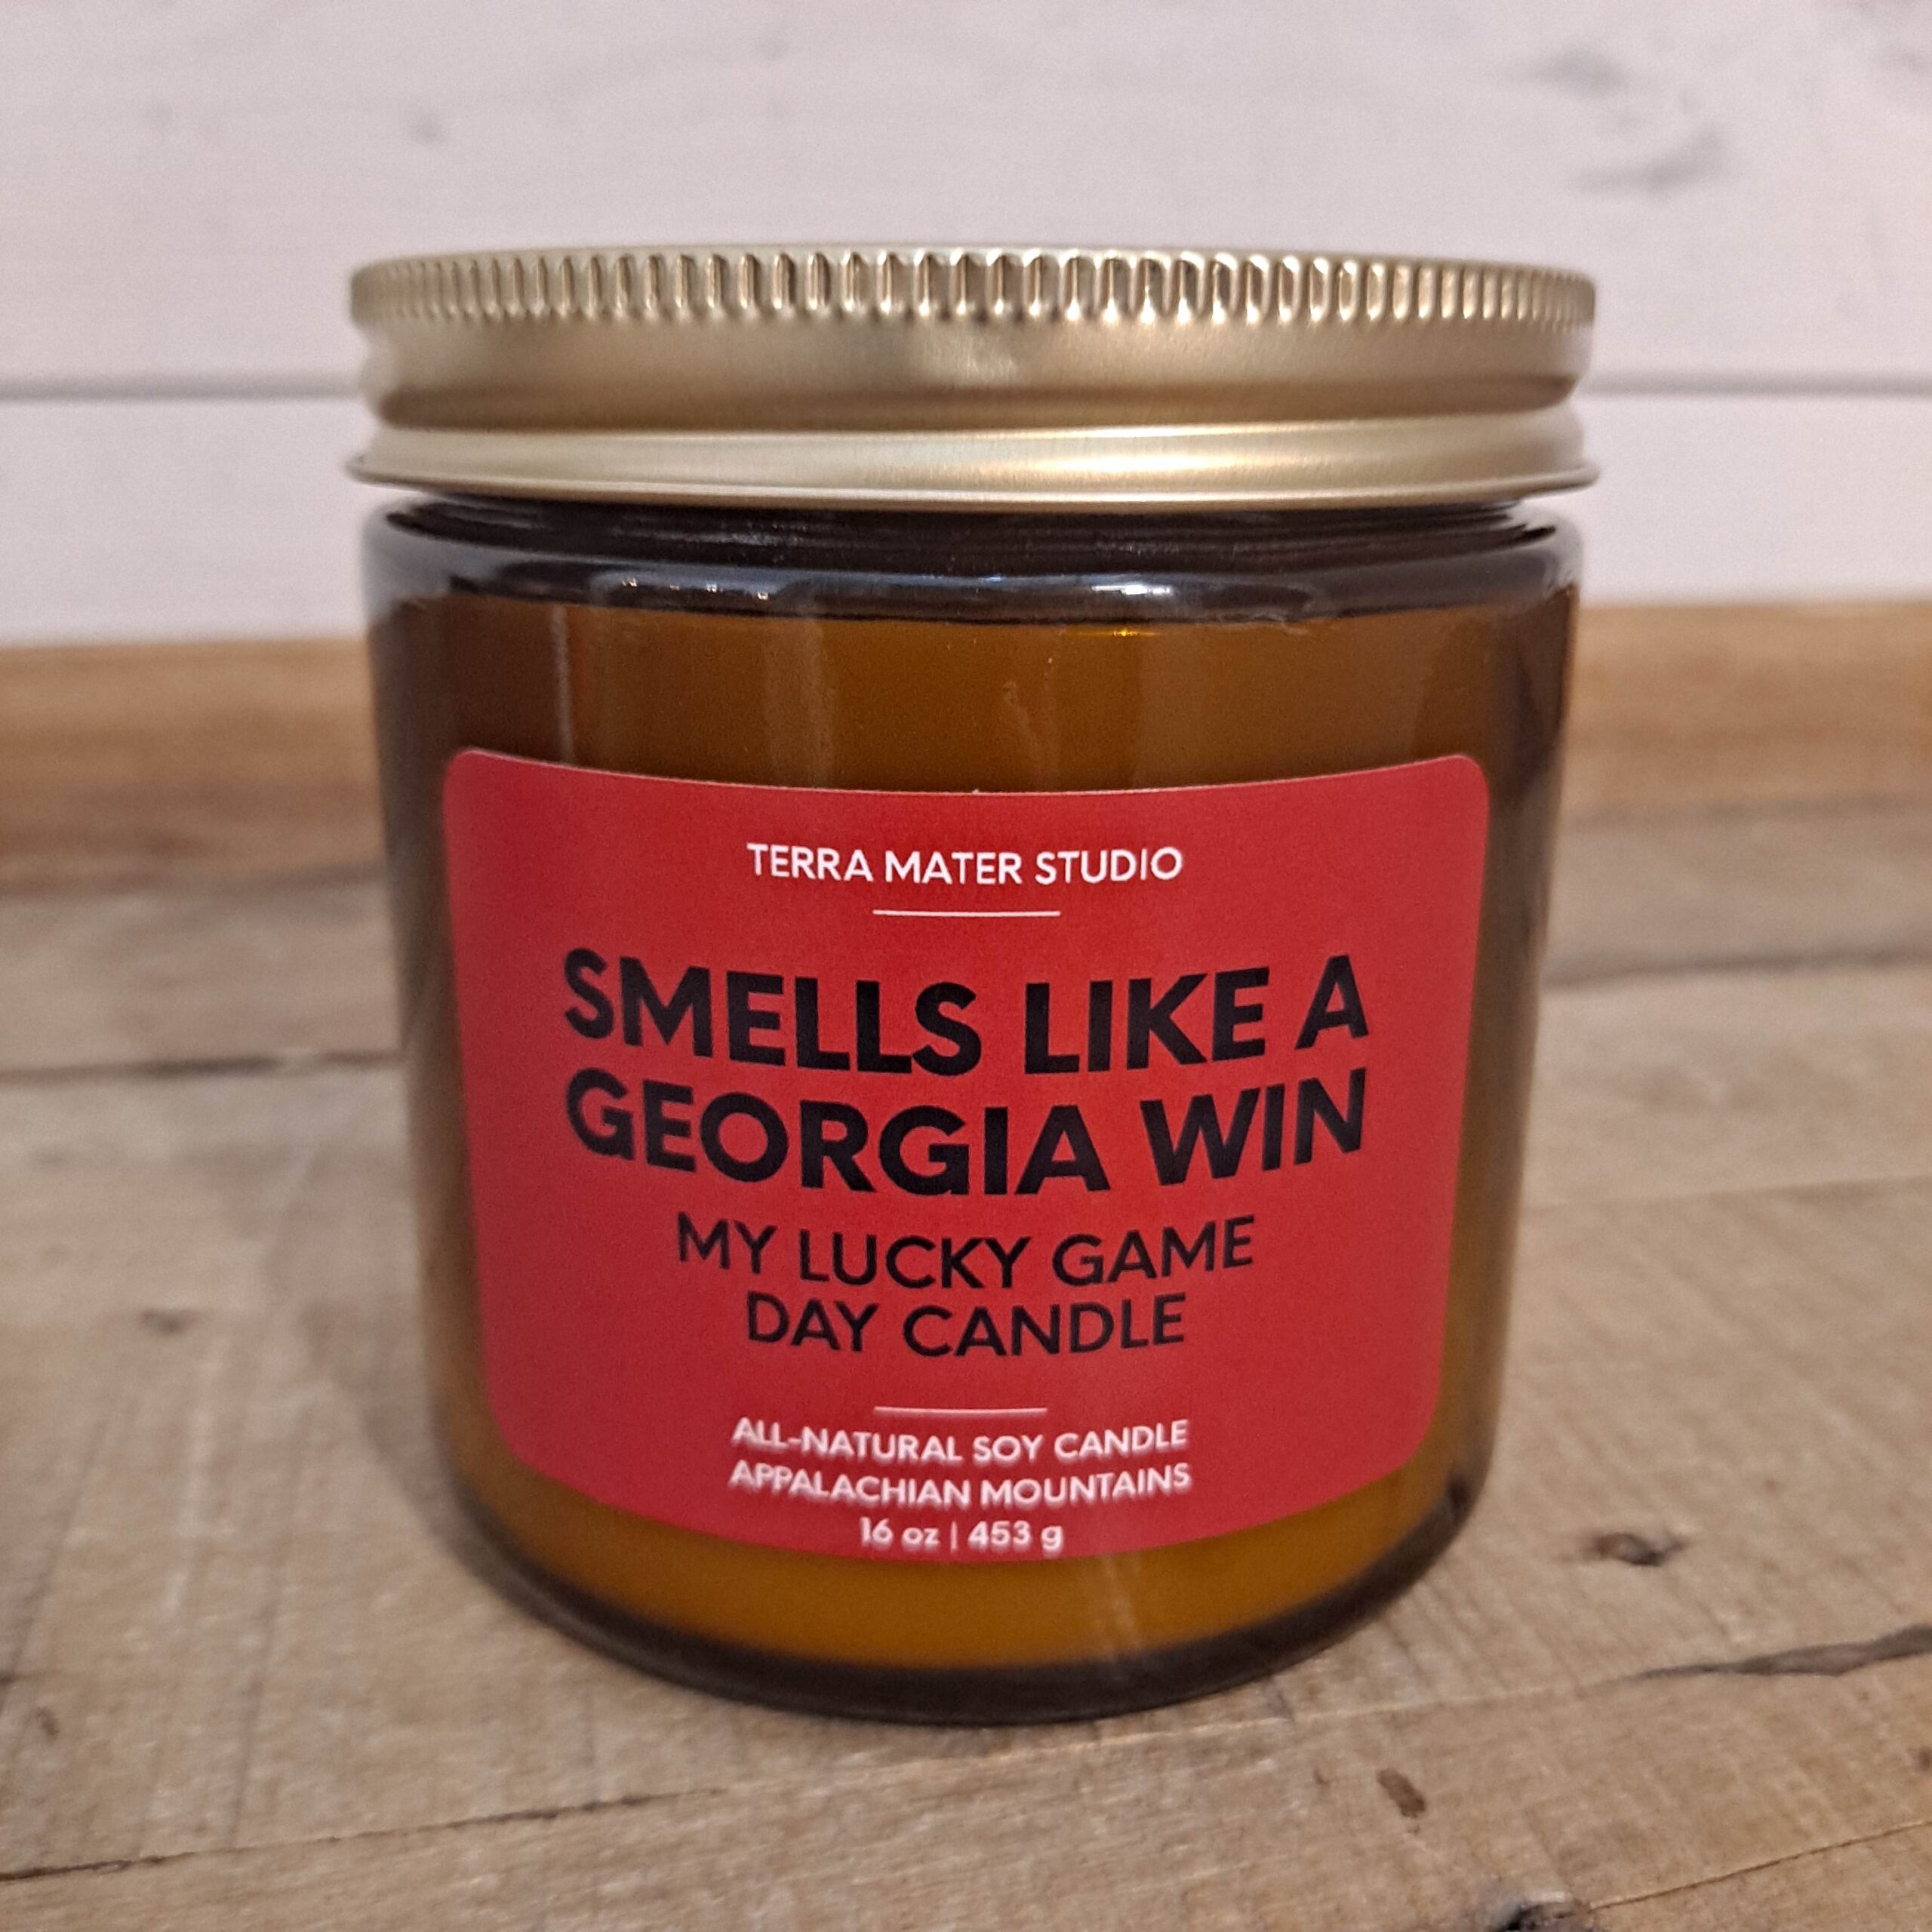 TERRA MATER STUDIO
SMELLS LIKE A
GEORGIA WIN
MY LUCKY GAME
DAY CANDLE
ALL-NATURAL SOY CANDLE
APPALACHIAN MOUNTAINS
16 oz | 453 g